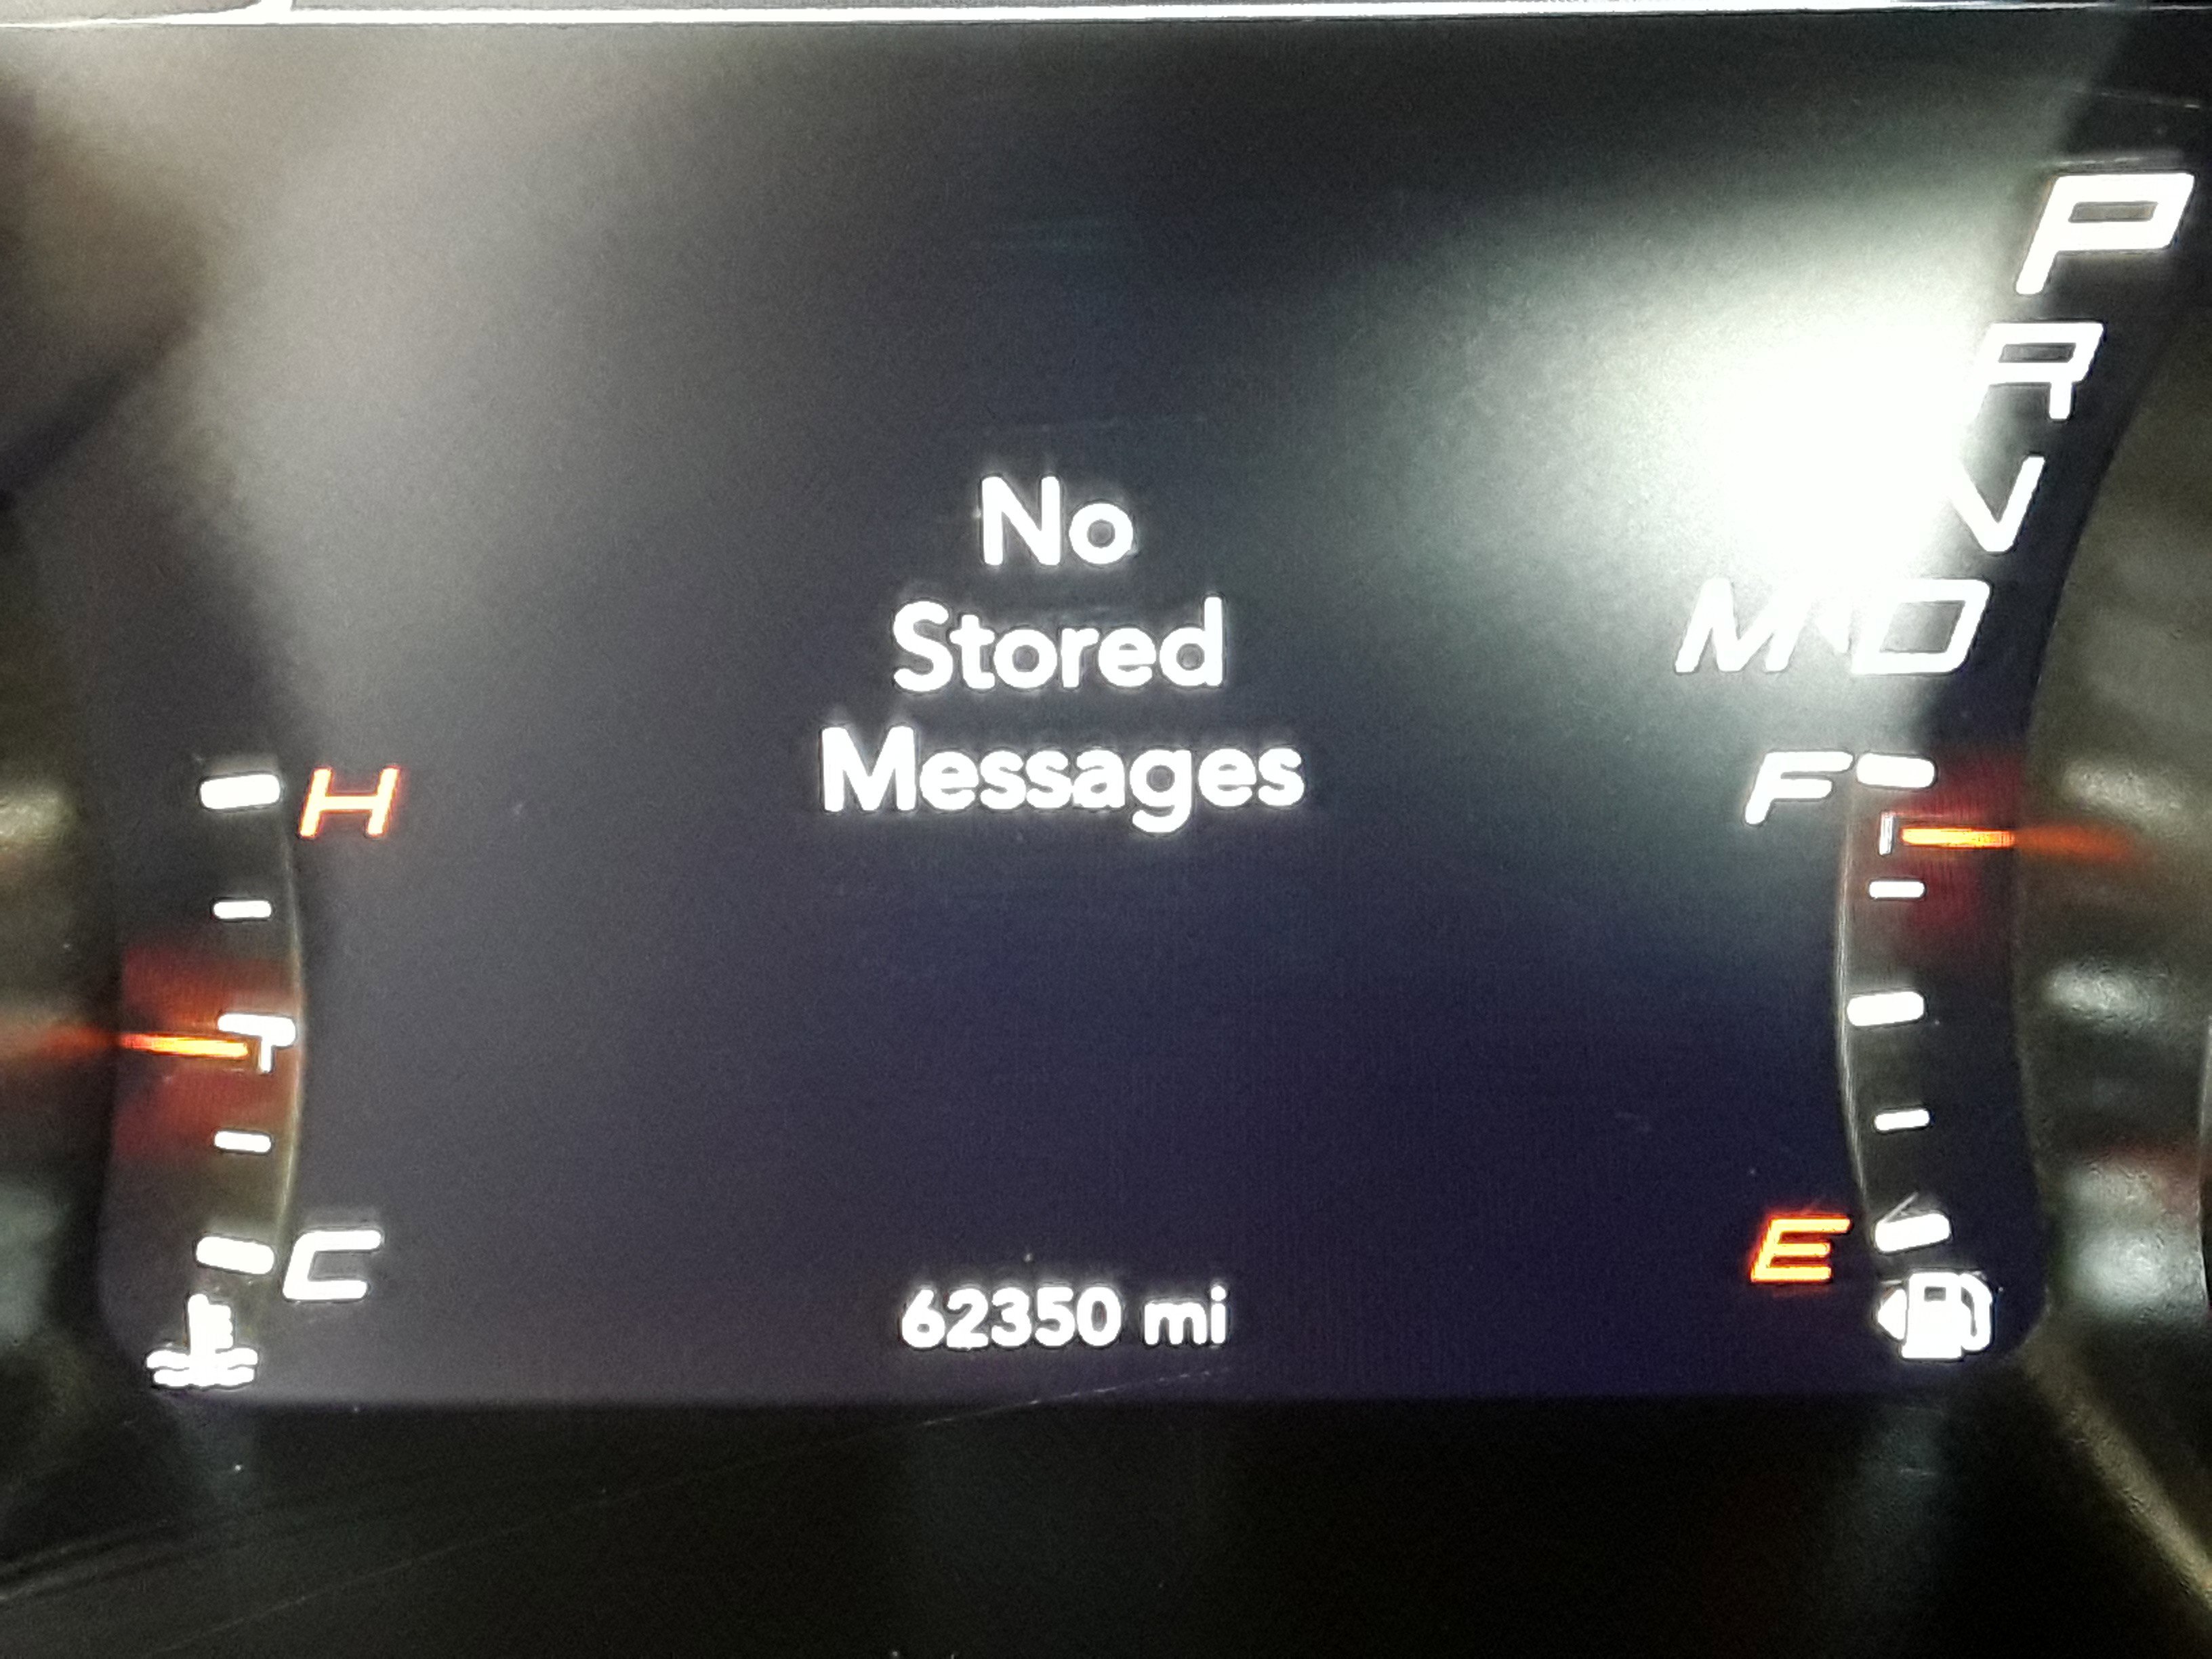 P
R
N
No
Stored
M D
Messages
H
F
C
E
62350 mi